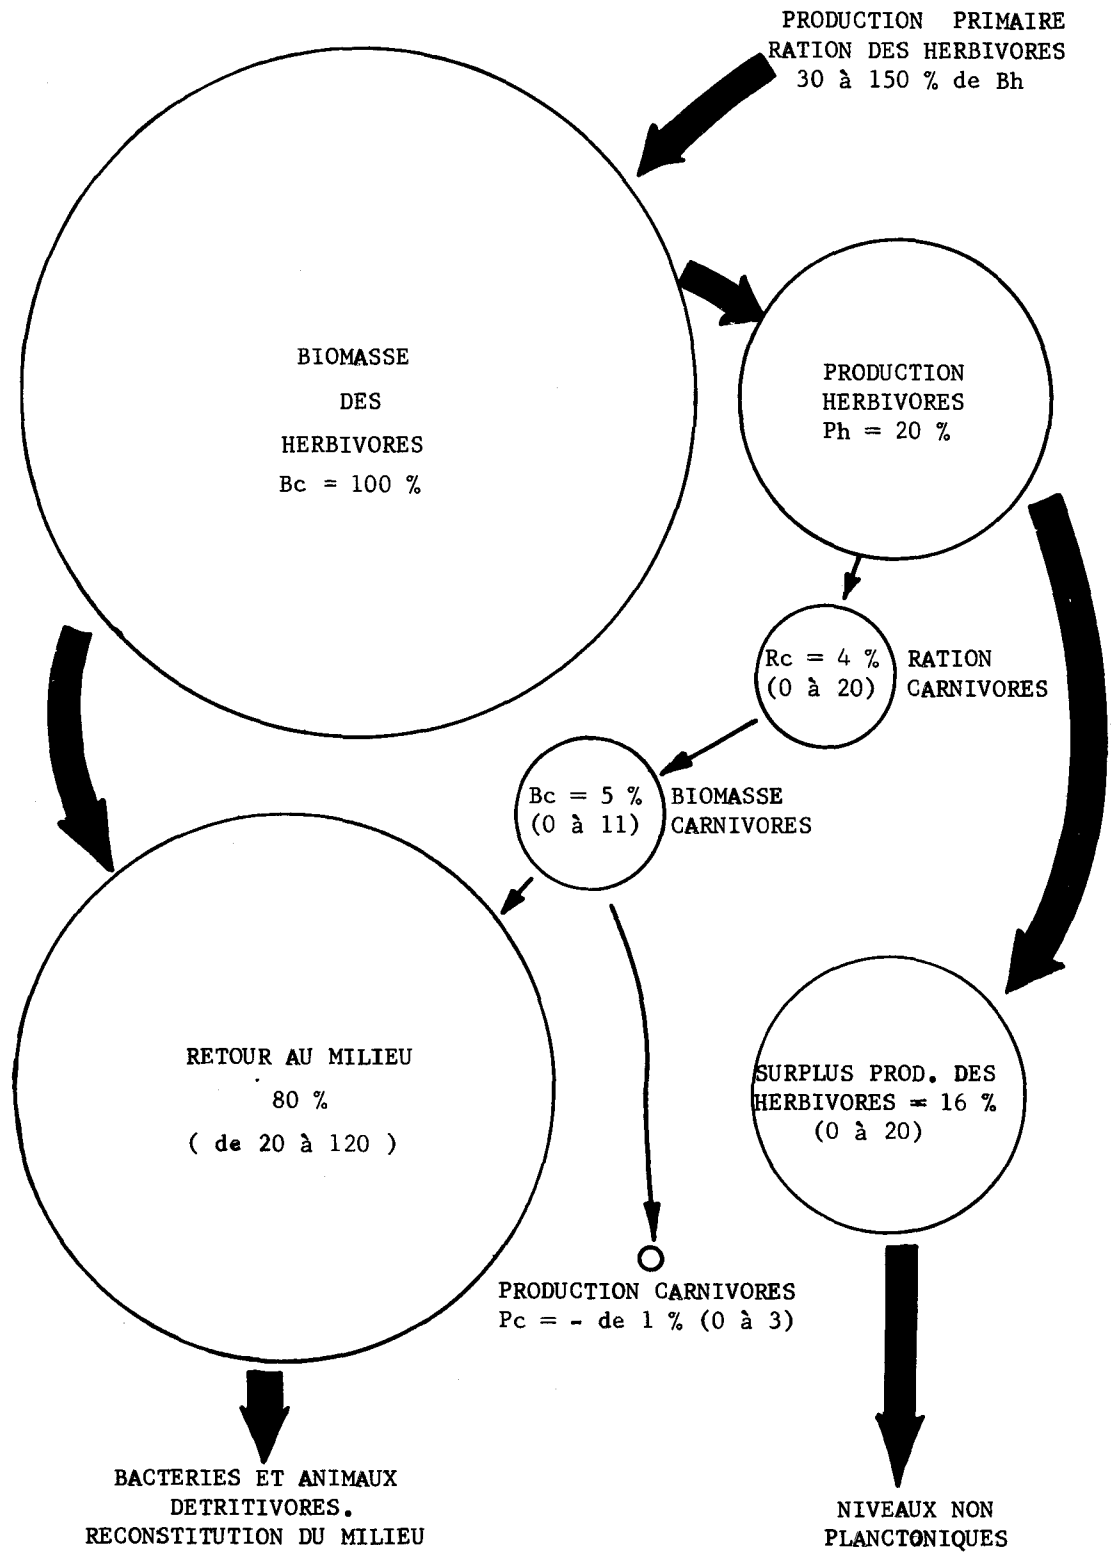 PRODUCTION PRIMAIRE
RATION DES HERBIVORES
30 à 150 % de Bh
BIOMASSE
DES
HERBIVORES
Bc = 100 %
PRODUCTION
HERBIVORES
Ph = 20 %
Rc = 4 %
(0 à 20)
RATION
CARNIVORES
Bc = 5 %
(0 à 11)
BIOMASSE
CARNIVORES
RETOUR AU MILIEU
80 %
( de 20 à 120 )
SURPLUS PROD. DES
HERBIVORES = 16 %
(0 à 20)
PRODUCTION CARNIVORES
Pc = - de 1 % (0 à 3)
BACTERIES ET ANIMAUX
DETRITIVORES.
RECONSTITUTION DU MILIEU
NIVEAUX NON
PLANCTONIQUES